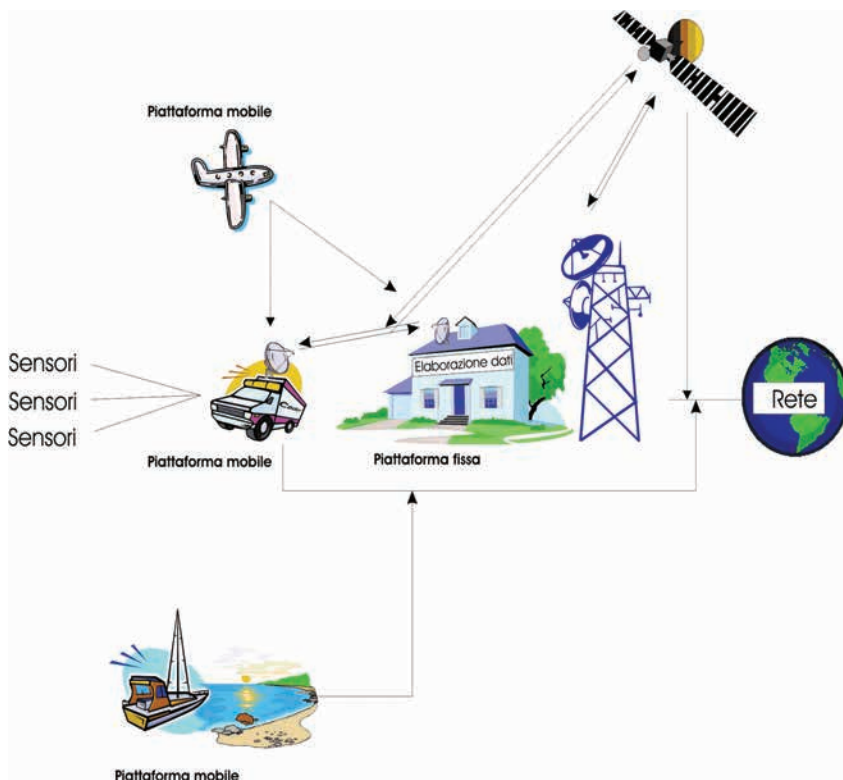 Piattaforma mobile
Elaborazione dati
Sensori
Sensori
Sensori
Rete
Piattaforma mobile
Piattaforma fissa
Piattaforma mobile